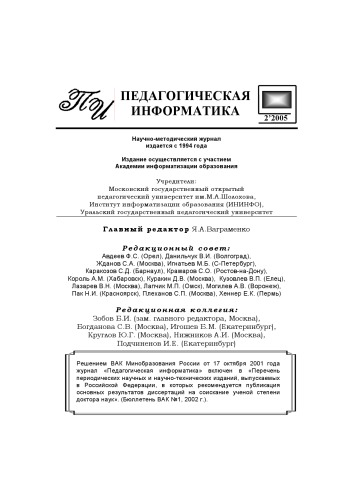 ПИ
ПЕДАГОГИЧЕСКАЯ
ИНФОРМАТИКА
2'2005
Научно-методический журнал
издается с 1994 года
Издание осуществляется с участием
Академии информатизации образования
Учредители:
Московский государственный открытый
педагогический университет им.М.А.Шолохова,
Институт информатизации образования (ИНИНФО),
Уральский государственный педагогический университет
Главный редактор Я.А.Ваграменко
Редакционный совет:
Авдеев Ф.С. (Орел), Данильчук В.И. (Волгоград),
Жданов С.А. (Москва), Игнатьев М.Б. (С-Петербург),
Каракозов С.Д. (Барнаул), Крамаров С.О. (Ростов-на-Дону),
Король А.М. (Хабаровск), Куракин Д.В. (Москва), Кузовлев В.П. (Елец),
Лазарев В.Н. (Москва), Лапчик М.П. (Омск), Могилев А.В. (Воронеж),
Пак Н.И. (Красноярск), Плеханов С.П. (Москва), Хеннер Е.К. (Пермь)
Редакционная коллегия:
Зобов Б.И. (зам. главного редактора, Москва),
Богданова С.В. (Москва), Игошев Б.М. (Екатеринбург),
Круглов Ю.Г. (Москва), Нижников А.И. (Москва),
Подчиненов И.Е. (Екатеринбург)
Решением ВАК Минобразования России от 17 октября 2001 года
журнал «Педагогическая информатика» включен в «Перечень
периодических научных и научно-технических изданий, выпускаемых
в Российской Федерации, в которых рекомендуется публикация
основных результатов диссертаций на соискание ученой степени
доктора наук». (Бюллетень ВАК №1, 2002 г.).